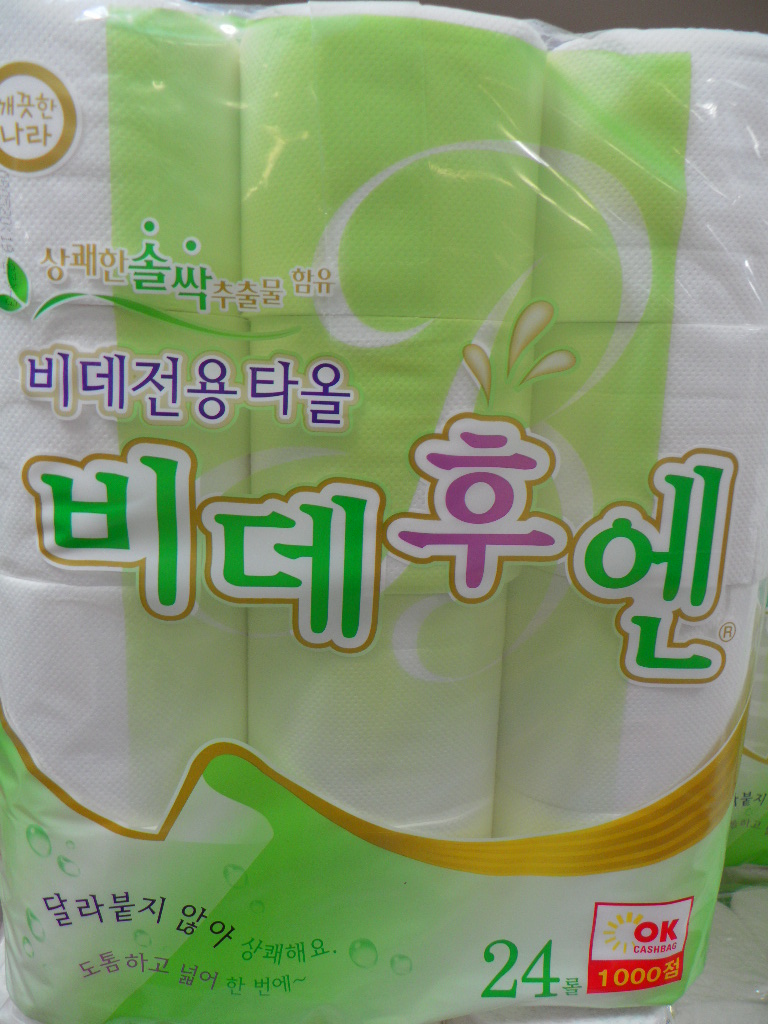 깨끗한
나라
상쾌한 솔싹 추출물 함유
비데전용 타올
비데후엔
®
달라붙지 않아 상쾌해요.
도톰하고 넓어 한 번에~
24롤
OK
CASHBAG
1000점